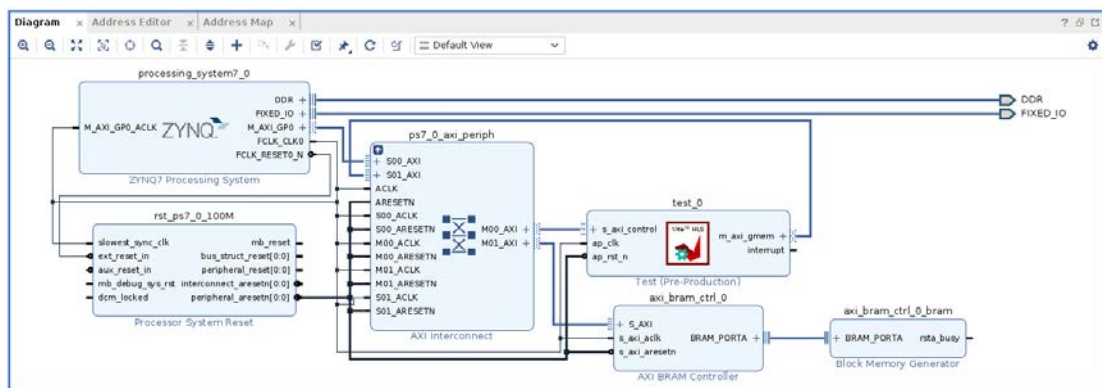 Diagram x Address Editor x Address Map x
Default View
processing_system7_0
DDR
FIXED_IO
M_AXI_GP0
FCLK_CLK0
FCLK_RESET0_N
M_AXI_GP0_ACLK
ZYNQ
ZYNQ7 Processing System
DDR
FIXED_IO
ps7_0_axi_periph
S00_AXI
S01_AXI
ACLK
ARESETN
S00_ACLK
S00_ARESETN
M00_ACLK
M00_ARESETN
M01_ACLK
M01_ARESETN
S01_ACLK
S01_ARESETN
M00_AXI
M01_AXI
AXI Interconnect
rst_ps7_0_100M
slowest_sync_clk
ext_reset_in
aux_reset_in
mb_debug_sys_rst
dcm_locked
mb_reset
bus_struct_reset[0:0]
peripheral_reset[0:0]
interconnect_aresetn[0:0]
peripheral_aresetn[0:0]
Processor System Reset
test_0
s_axi_control
ap_clk
ap_rst_n
m_axi_gmem
interrupt
Test (Pre-Production)
axi_bram_ctrl_0
S_AXI
s_axi_aclk
s_axi_aresetn
BRAM_PORTA
AXI BRAM Controller
axi_bram_ctrl_0_bram
BRAM_PORTA
rsta_busy
Block Memory Generator